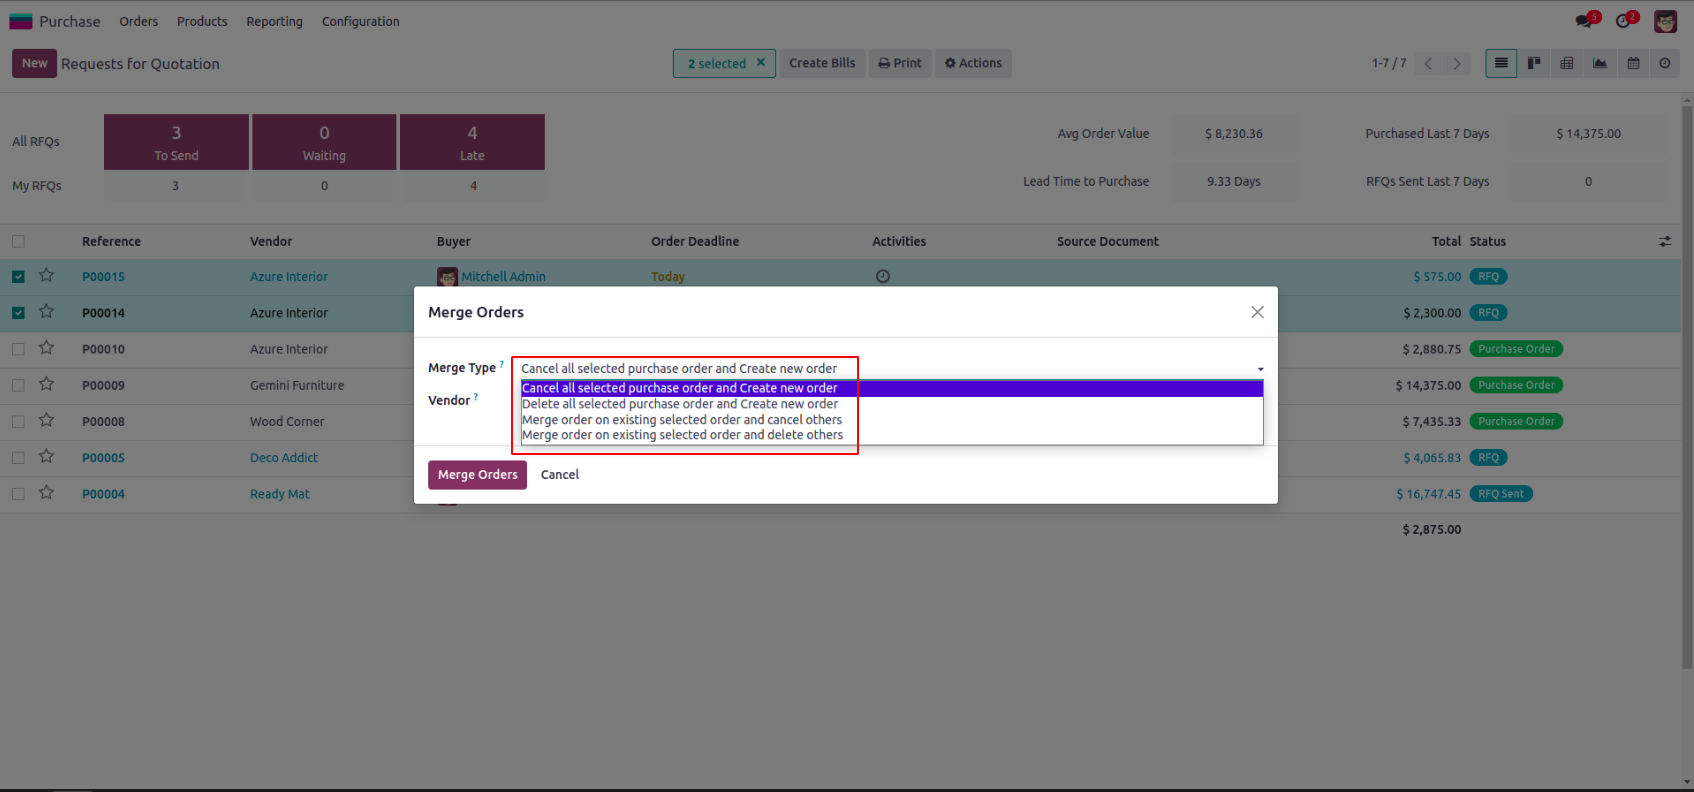 Purchase Orders Products Reporting Configuration 5 2
New Requests for Quotation 2 selected × Create Bills Print Actions 1-7 / 7
All RFQs 3 To Send 0 Waiting 4 Late
My RFQs 3 0 4
Avg Order Value $ 8,230.36 Purchased Last 7 Days $ 14,375.00
Lead Time to Purchase 9.33 Days RFQs Sent Last 7 Days 0
Reference Vendor Buyer Order Deadline Activities Source Document Total Status
P00015 Azure Interior Mitchell Admin Today $ 575.00 RFQ
P00014 Azure Interior $ 2,300.00 RFQ
P00010 Azure Interior $ 2,880.75 Purchase Order
P00009 Gemini Furniture $ 14,375.00 Purchase Order
P00008 Wood Corner $ 7,435.33 Purchase Order
P00005 Deco Addict $ 4,065.83 RFQ
P00004 Ready Mat $ 16,747.45 RFQ Sent
$ 2,875.00
Merge Orders
Merge Type ? Cancel all selected purchase order and Create new order
Cancel all selected purchase order and Create new order
Delete all selected purchase order and Create new order
Merge order on existing selected order and cancel others
Merge order on existing selected order and delete others
Vendor ?
Merge Orders Cancel